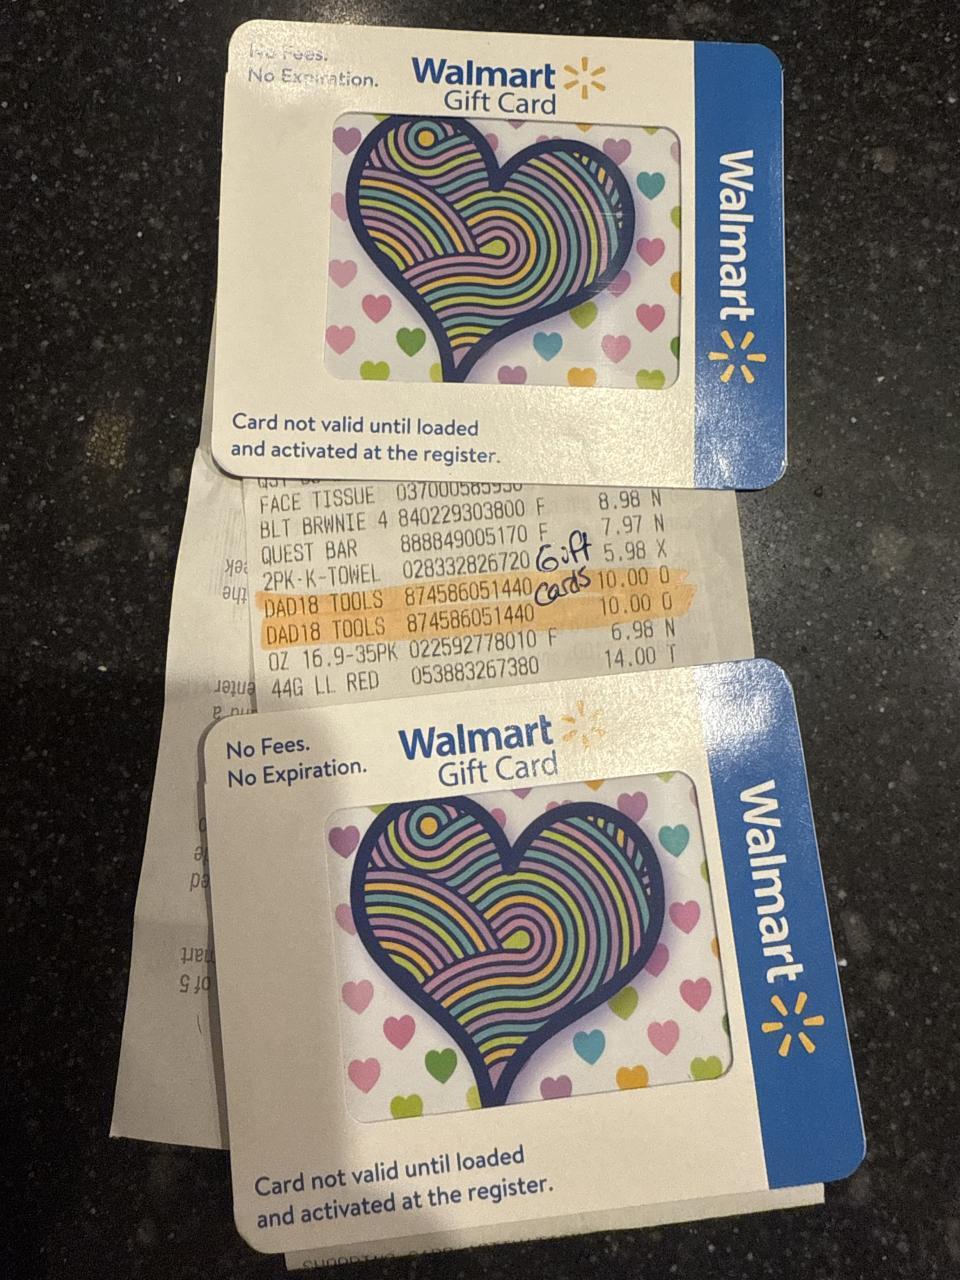 No Fees.
No Expiration.
Walmart
Gift Card
Walmart
Card not valid until loaded
and activated at the register.
FACE TISSUE 037000585930 8.98 N
BLT BRWNIE 4 840229303800 F 7.97 N
QUEST BAR 888849005170 F 5.98 X
2PK-K-TOWEL 028332826720 10.00 O
DAD18 TOOLS 874586051440 10.00 O
DAD18 TOOLS 874586051440 6.98 N
OZ 16.9-35PK 022592778010 F 14.00 T
44G LL RED 053883267380
Gift
Cards
No Fees.
No Expiration.
Walmart
Gift Card
Walmart
Card not valid until loaded
and activated at the register.
the
of 5